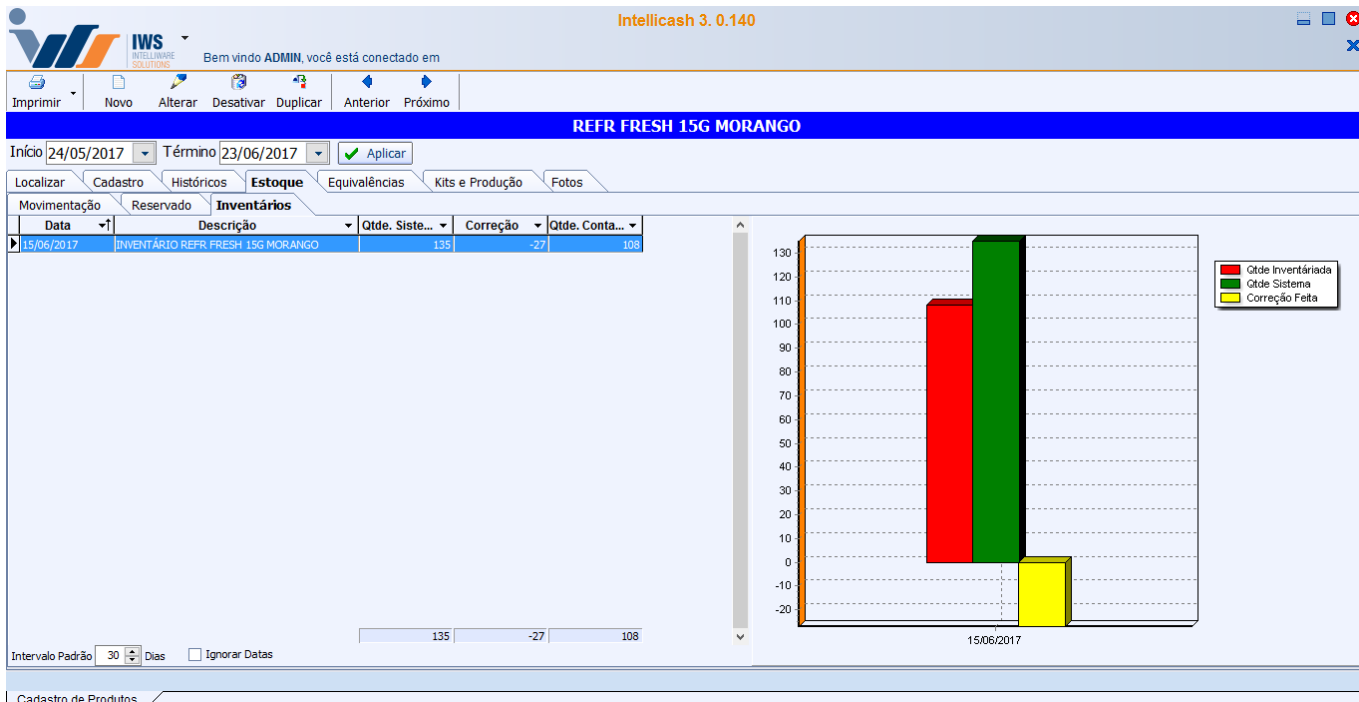 Intellicash 3. 0.140
IWS
INTELLIWARE
SOLUTIONS
Bem vindo ADMIN, você está conectado em
Imprimir Novo Alterar Desativar Duplicar Anterior Próximo
REFR FRESH 15G MORANGO
Início 24/05/2017 Término 23/06/2017 Aplicar
Localizar Cadastro Históricos Estoque Equivalências Kits e Produção Fotos
Movimentação Reservado Inventários
Data Descrição Qtde. Siste... Correção Qtde. Conta...
15/06/2017 INVENTÁRIO REFR FRESH 15G MORANGO 135 -27 108
130
120
110
100
90
80
70
60
50
40
30
20
10
0
-10
-20
15/06/2017
Qtde Inventáriada
Qtde Sistema
Correção Feita
135 -27 108
Intervalo Padrão 30 Dias Ignorar Datas
Cadastro de Produtos